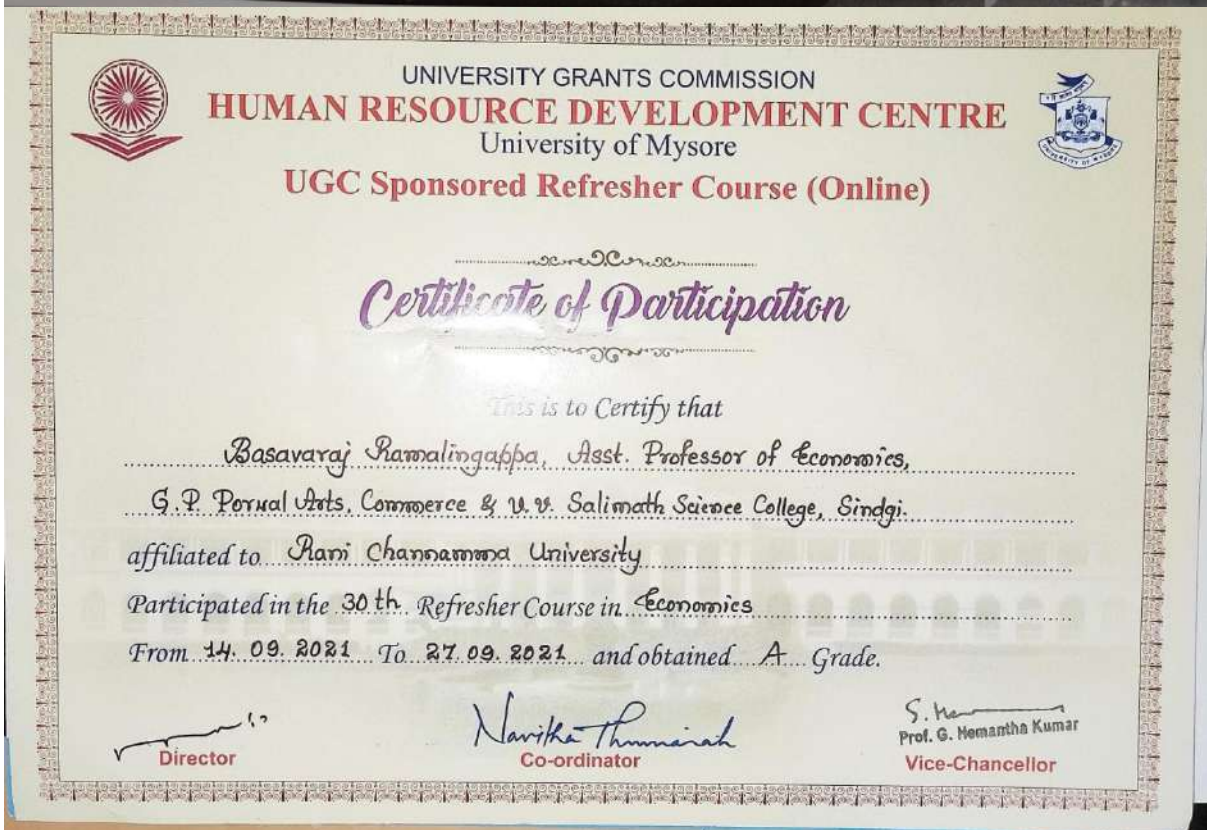 UNIVERSITY GRANTS COMMISSION
HUMAN RESOURCE DEVELOPMENT CENTRE
University of Mysore
UGC Sponsored Refresher Course (Online)
Certificate of Participation
This is to Certify that
Basavaraj Ramalingappa, Asst. Professor of Economics,
G.P. Porwal Arts, Commerce & V.V. Salimath Science College, Sindgi.
affiliated to Rani Channamma University
Participated in the 30th Refresher Course in Economics
From 14. 09. 2021 To 27. 09. 2021 and obtained A Grade.
Director
Co-ordinator
Prof. G. Hemantha Kumar
Vice-Chancellor
UNIVERSITY OF MYSORE